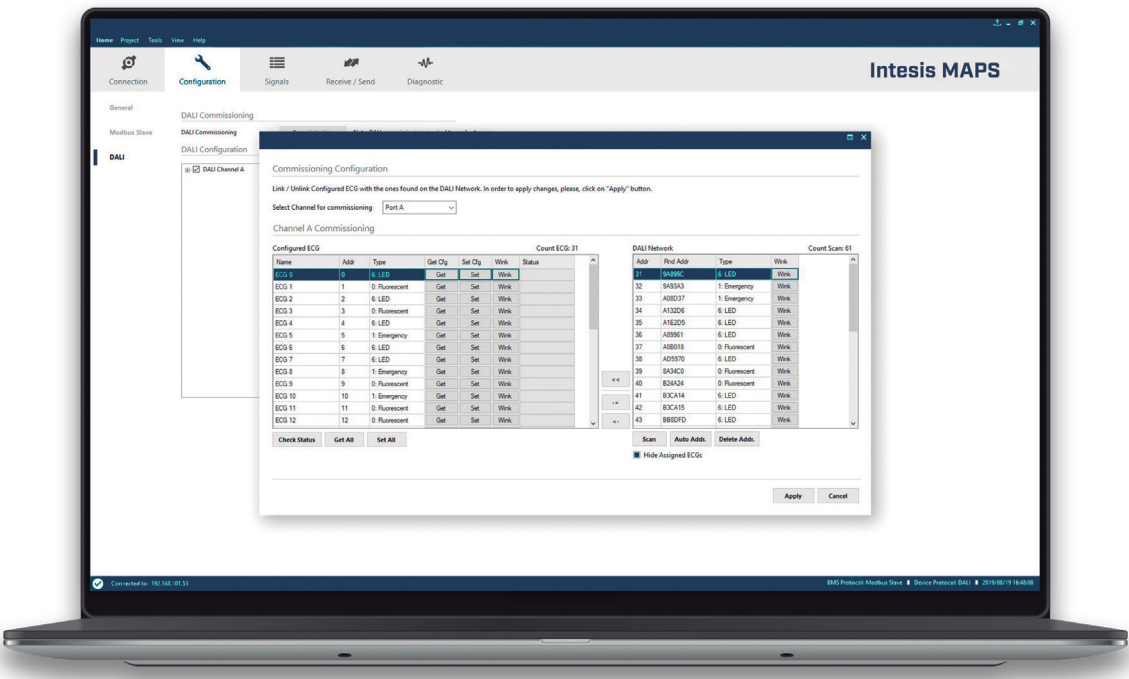 Home Project Tools View Help
Connection Configuration Signals Receive / Send Diagnostic
Intesis MAPS
General
Modbus Slave
DALI
DALI Commissioning
DALI Commissioning
DALI Configuration
DALI Channel A
Commissioning Configuration
Link / Unlink Configured ECG with the ones found on the DALI Network. In order to apply changes, please, click on "Apply" button.
Select Channel for commissioning Port A
Channel A Commissioning
Configured ECG Count ECG: 31
Name Addr Type Get Cfg Set Cfg Wink Status
ECG 0 0 6: LED Get Set Wink
ECG 1 1 0: Fluorescent Get Set Wink
ECG 2 2 6: LED Get Set Wink
ECG 3 3 0: Fluorescent Get Set Wink
ECG 4 4 6: LED Get Set Wink
ECG 5 5 1: Emergency Get Set Wink
ECG 6 6 6: LED Get Set Wink
ECG 7 7 6: LED Get Set Wink
ECG 8 8 1: Emergency Get Set Wink
ECG 9 9 0: Fluorescent Get Set Wink
ECG 10 10 1: Emergency Get Set Wink
ECG 11 11 0: Fluorescent Get Set Wink
ECG 12 12 0: Fluorescent Get Set Wink
Check Status Get All Set All
<<
->
<-
DALI Network Count Scan: 61
Addr Rnd Addr Type Wink
31 9A895C 6: LED Wink
32 9A93A3 1: Emergency Wink
33 A08D37 1: Emergency Wink
34 A132D6 6: LED Wink
35 A1E2D5 6: LED Wink
36 A89961 6: LED Wink
37 A8B018 0: Fluorescent Wink
38 AD5970 6: LED Wink
39 8A34C0 0: Fluorescent Wink
40 B24A24 0: Fluorescent Wink
41 B3CA14 6: LED Wink
42 B3CA15 6: LED Wink
43 BB8DFD 6: LED Wink
Scan Auto Addr. Delete Addr.
Hide Assigned ECGs
Apply Cancel
Connected to: 192.168.101.53
BMS Protocol: Modbus Slave Device Protocol: DALI 2019/08/19 16:48:08